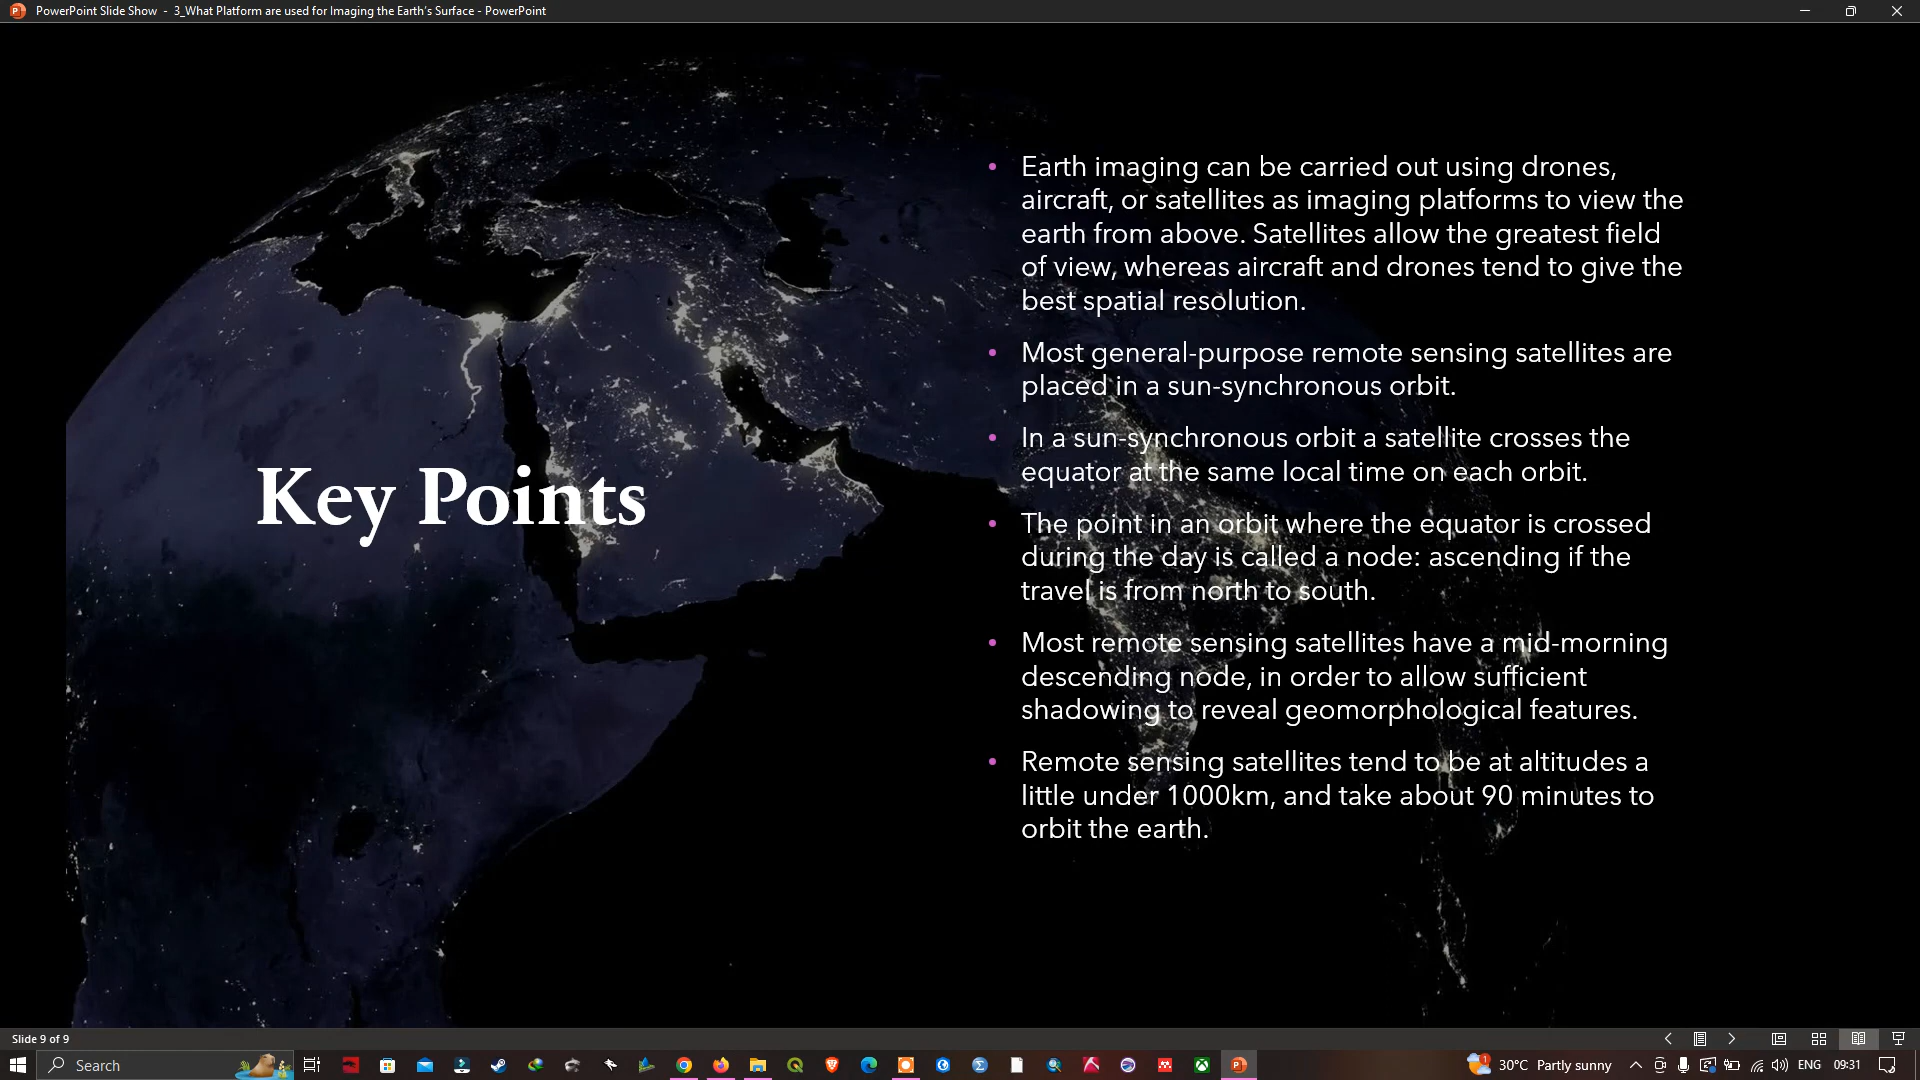 PowerPoint Slide Show - 3_What Platform are used for Imaging the Earth's Surface - PowerPoint
Key Points
• Earth imaging can be carried out using drones,
aircraft, or satellites as imaging platforms to view the
earth from above. Satellites allow the greatest field
of view, whereas aircraft and drones tend to give the
best spatial resolution.
• Most general-purpose remote sensing satellites are
placed in a sun-synchronous orbit.
• In a sun-synchronous orbit a satellite crosses the
equator at the same local time on each orbit.
• The point in an orbit where the equator is crossed
during the day is called a node: ascending if the
travel is from north to south.
• Most remote sensing satellites have a mid-morning
descending node, in order to allow sufficient
shadowing to reveal geomorphological features.
• Remote sensing satellites tend to be at altitudes a
little under 1000km, and take about 90 minutes to
orbit the earth.
Slide 9 of 9
Search
30°C Partly sunny
ENG
09:31